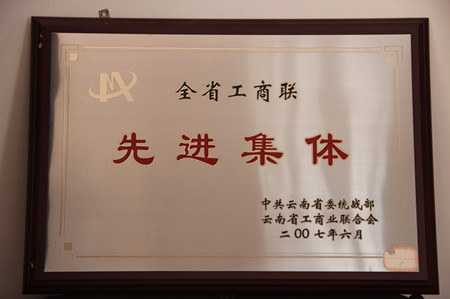 全省工商联
先进集体
中共云南省委统战部
云南省工商业联合会
二00七年六月